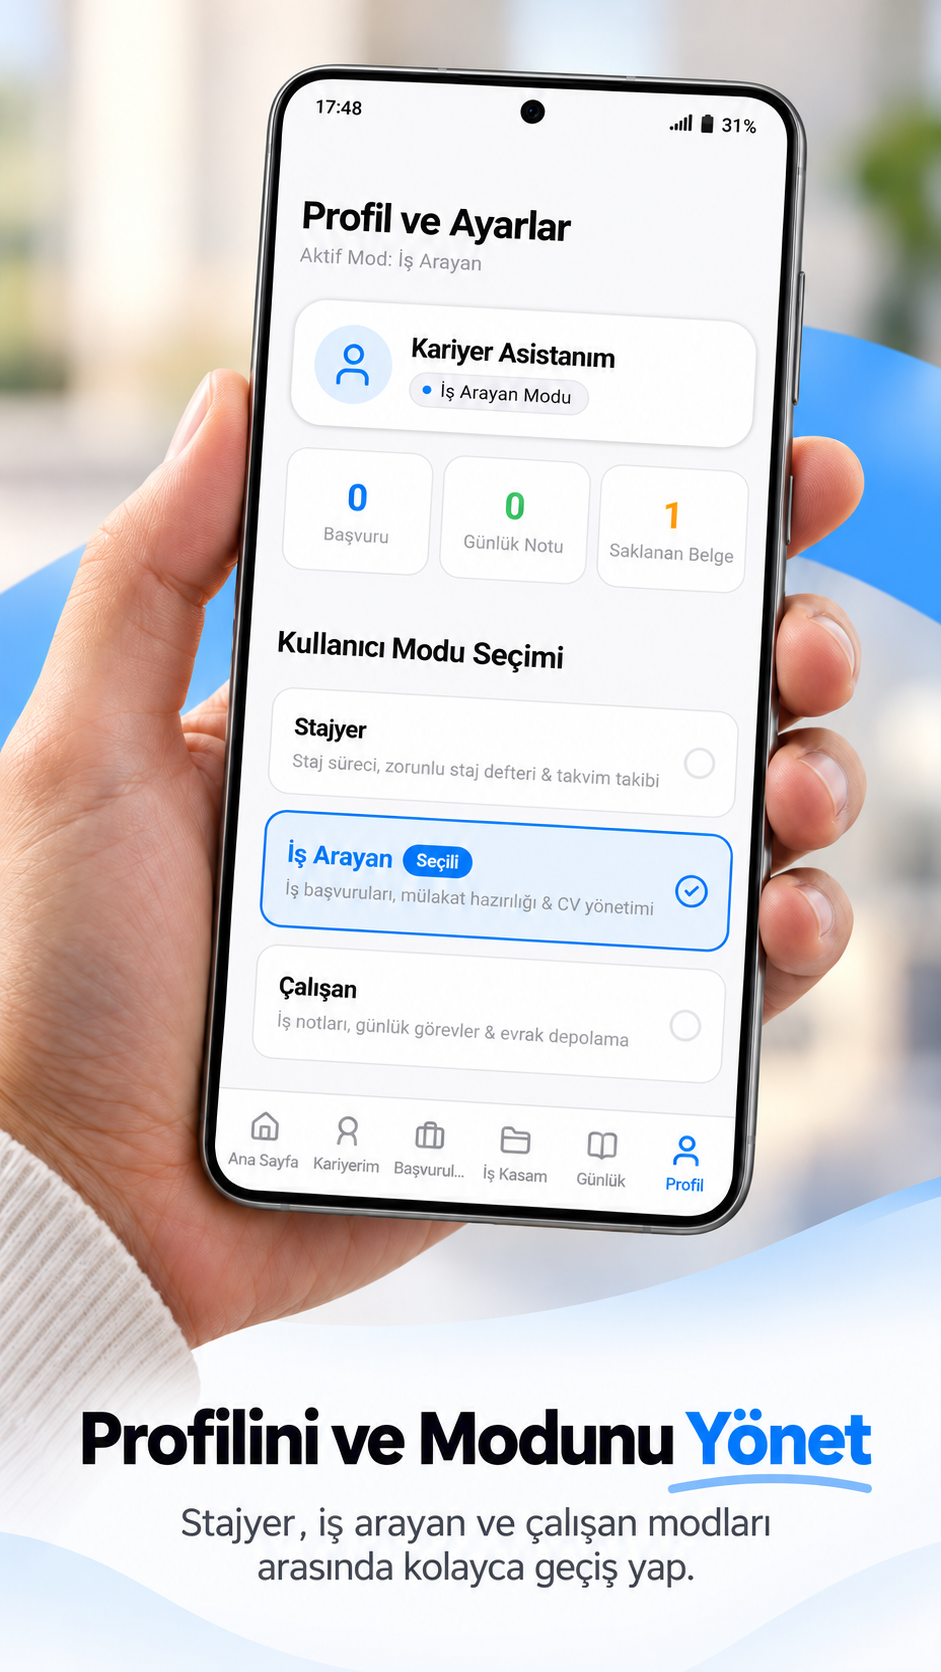 17:48
31%
Profil ve Ayarlar
Aktif Mod: İş Arayan
Kariyer Asistanım
İş Arayan Modu
0
Başvuru
0
Günlük Notu
1
Saklanan Belge
Kullanıcı Modu Seçimi
Stajyer
Staj süreci, zorunlu staj defteri & takvim takibi
İş Arayan Seçili
İş başvuruları, mülakat hazırılığı & CV yönetimi
Çalışan
İş notları, günlük görevler & evrak depolama
Ana Sayfa
Kariyerim
Başvurul...
İş Kasam
Günlük
Profil
Profilini ve Modunu Yönet
Stajyer, iş arayan ve çalışan modları
arasında kolayca geçiş yap.